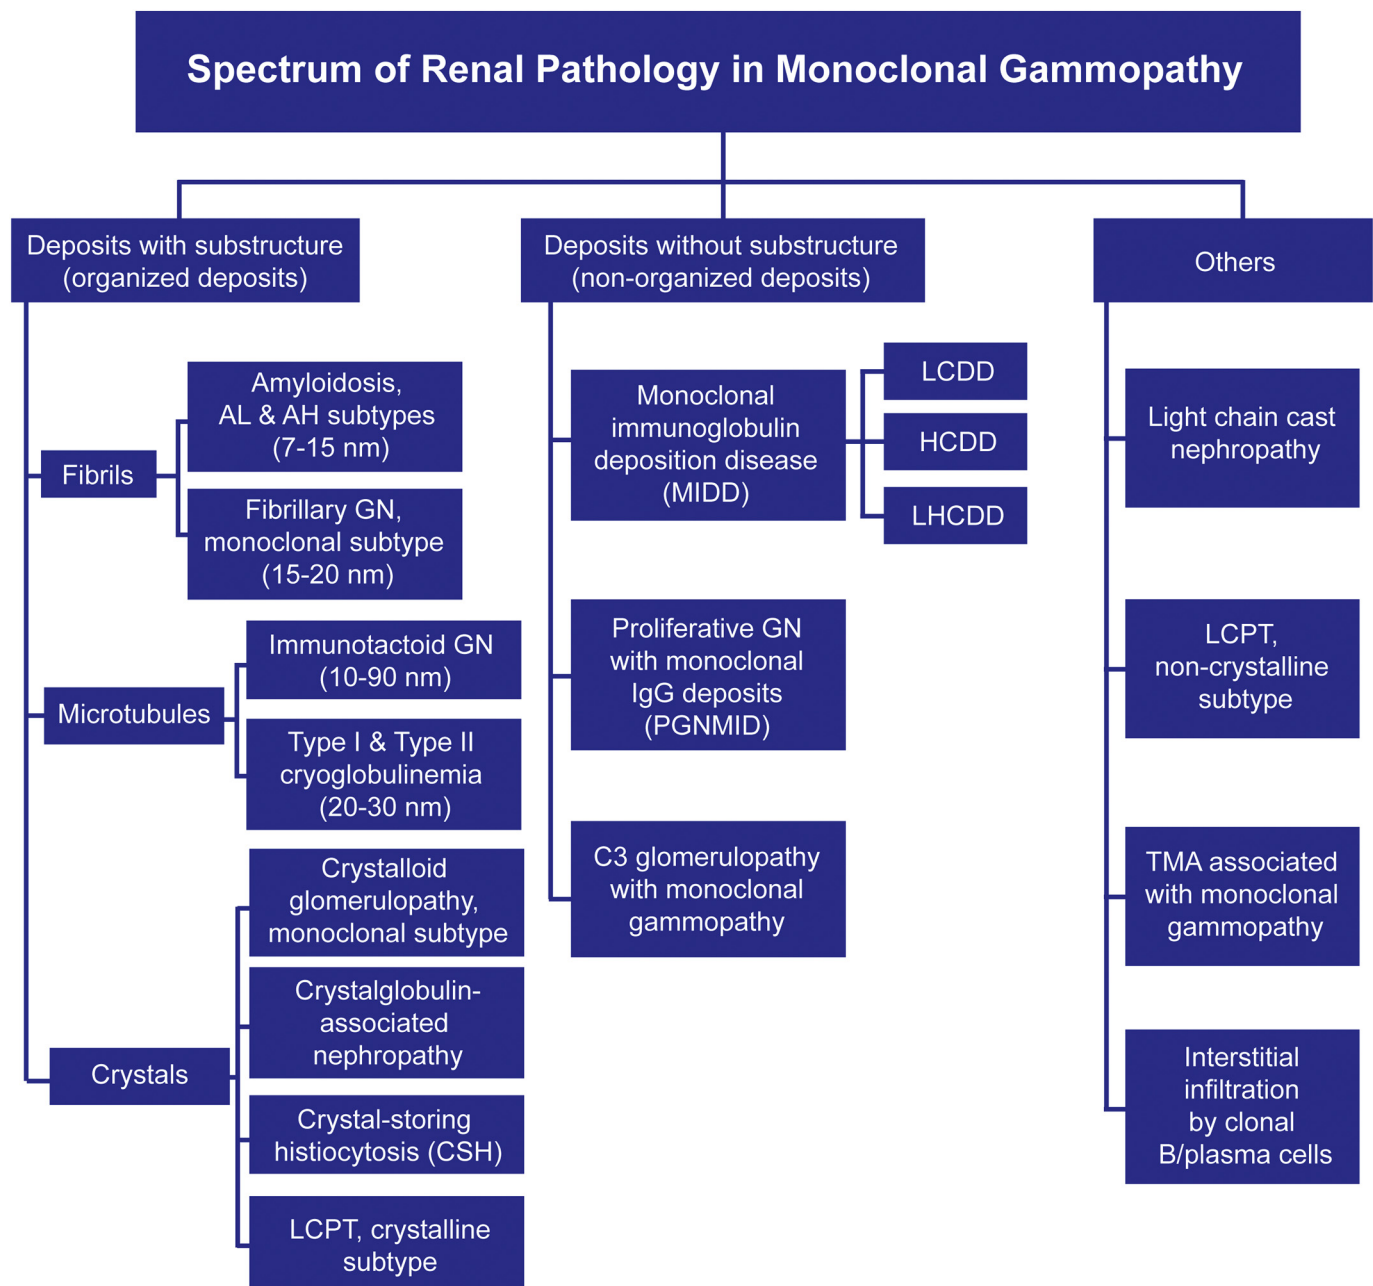 Spectrum of Renal Pathology in Monoclonal Gammopathy
Deposits with substructure
(organized deposits)
Fibrils
Amyloidosis,
AL & AH subtypes
(7-15 nm)
Fibrillary GN,
monoclonal subtype
(15-20 nm)
Microtubules
Immunotactoid GN
(10-90 nm)
Type I & Type II
cryoglobulinemia
(20-30 nm)
Crystals
Crystalloid
glomerulopathy,
monoclonal subtype
Crystalglobulin-
associated
nephropathy
Crystal-storing
histiocytosis (CSH)
LCPT, crystalline
subtype
Deposits without substructure
(non-organized deposits)
Monoclonal
immunoglobulin
deposition disease
(MIDD)
LCDD
HCDD
LHCDD
Proliferative GN
with monoclonal
IgG deposits
(PGNMID)
C3 glomerulopathy
with monoclonal
gammopathy
Others
Light chain cast
nephropathy
LCPT,
non-crystalline
subtype
TMA associated
with monoclonal
gammopathy
Interstitial
infiltration
by clonal
B/plasma cells